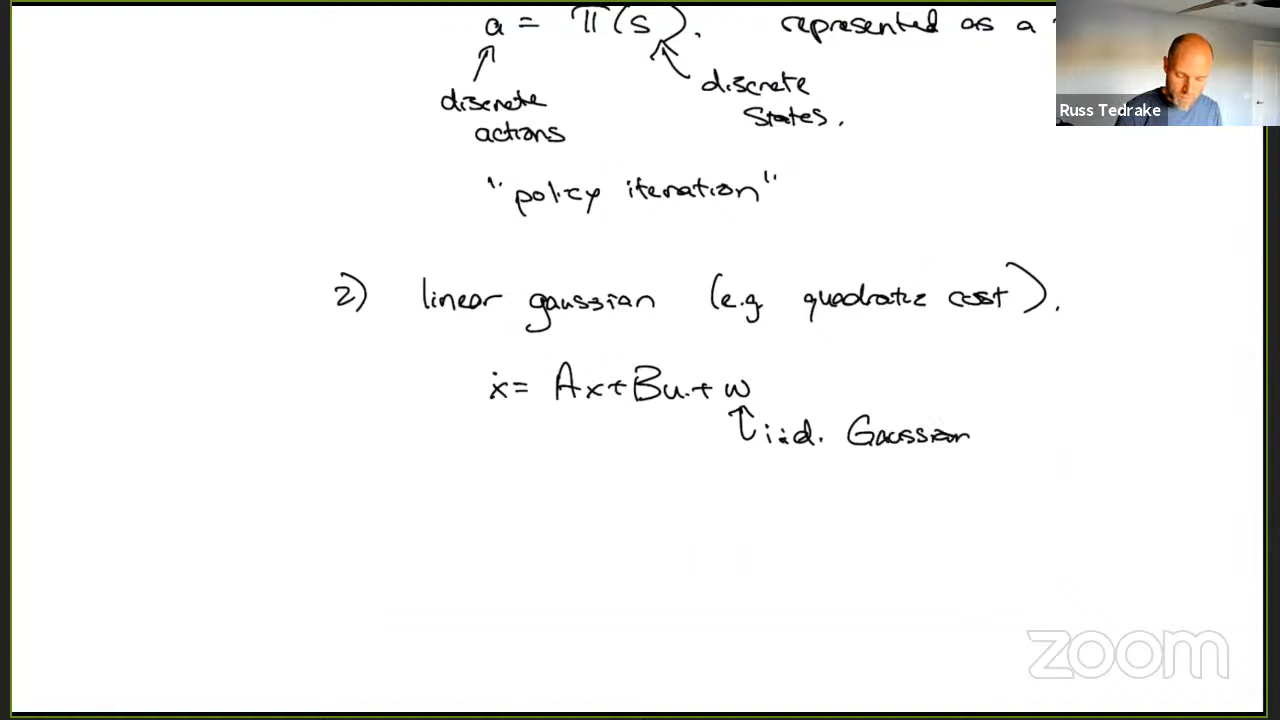 a = π(s). represented as a
Russ Tedrake
discrete actions
discrete states.
"policy iteration"
2) linear gaussian (e.g quadratic cost).
ẋ = Ax+Bu+w
i.i.d. Gaussian
zoom